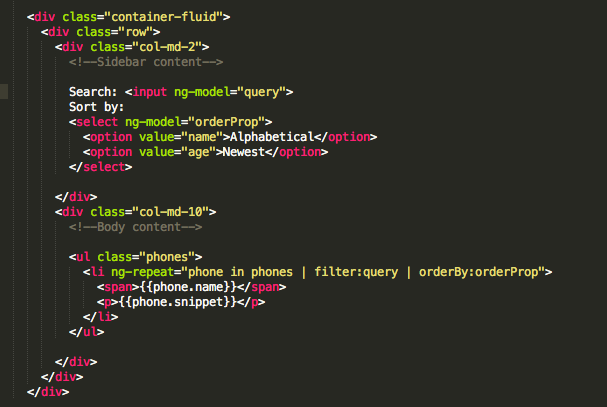 <div class="container-fluid">
<div class="row">
<div class="col-md-2">
<!--Sidebar content-->
Search: <input ng-model="query">
Sort by:
<select ng-model="orderProp">
<option value="name">Alphabetical</option>
<option value="age">Newest</option>
</select>
</div>
<div class="col-md-10">
<!--Body content-->
<ul class="phones">
<li ng-repeat="phone in phones | filter:query | orderBy:orderProp">
<span>{{phone.name}}</span>
<p>{{phone.snippet}}</p>
</li>
</ul>
</div>
</div>
</div>